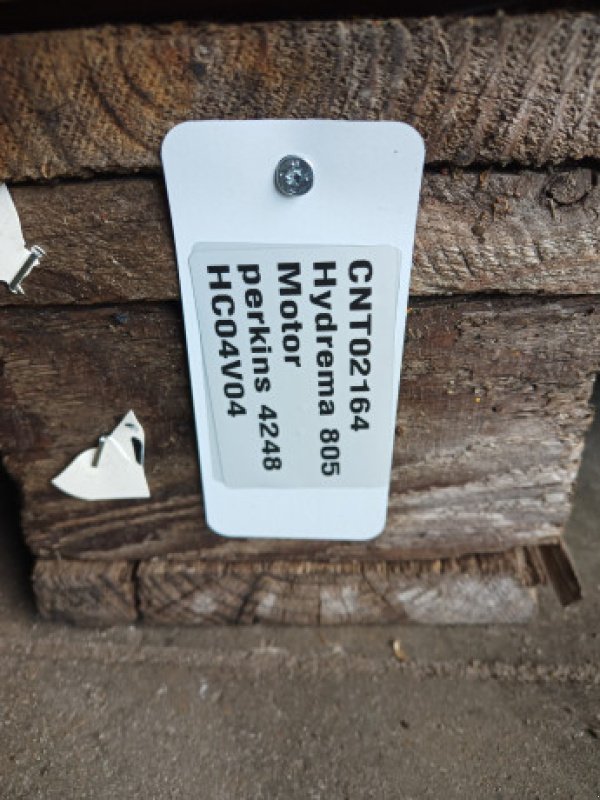 CNT02164
Hydrema 805
Motor
perkins 4248
HC04V04